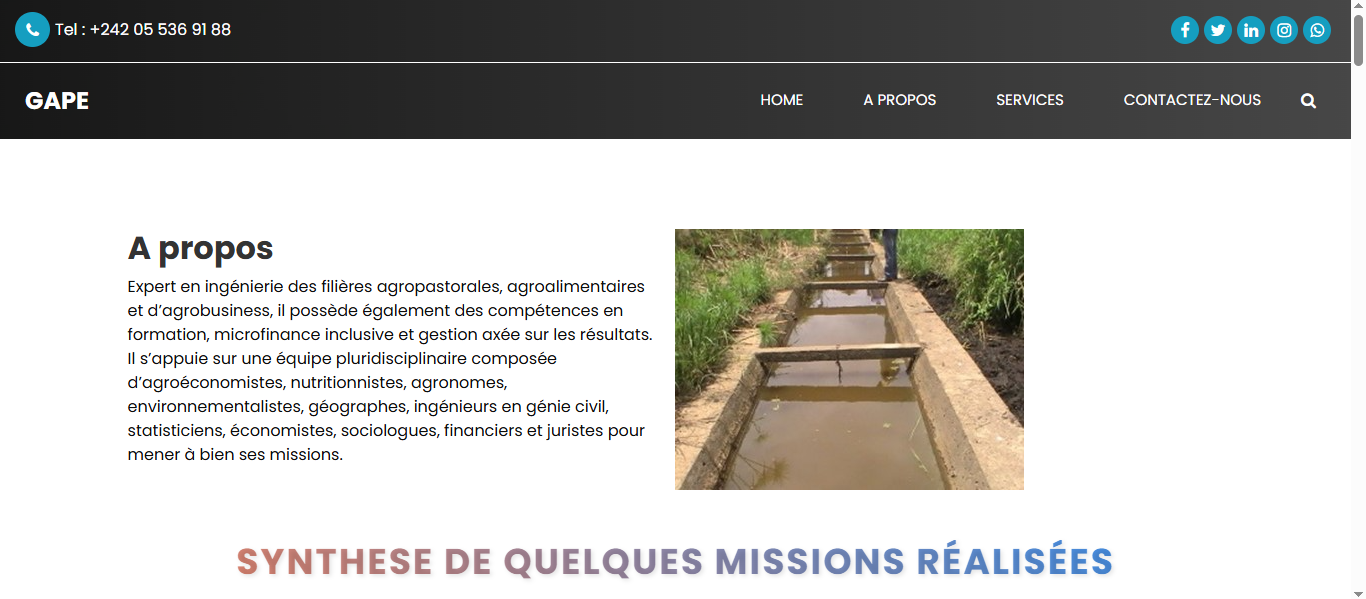 Tel : +242 05 536 91 88
GAPE
HOME
A PROPOS
SERVICES
CONTACTEZ-NOUS
A propos
Expert en ingénierie des filières agropastorales, agroalimentaires
et d’agrobusiness, il possède également des compétences en
formation, microfinance inclusive et gestion axée sur les résultats.
Il s’appuie sur une équipe pluridisciplinaire composée
d’agroéconomistes, nutritionnistes, agronomes,
environnementalistes, géographes, ingénieurs en génie civil,
statisticiens, économistes, sociologues, financiers et juristes pour
mener à bien ses missions.
SYNTHESE DE QUELQUES MISSIONS RÉALISÉES